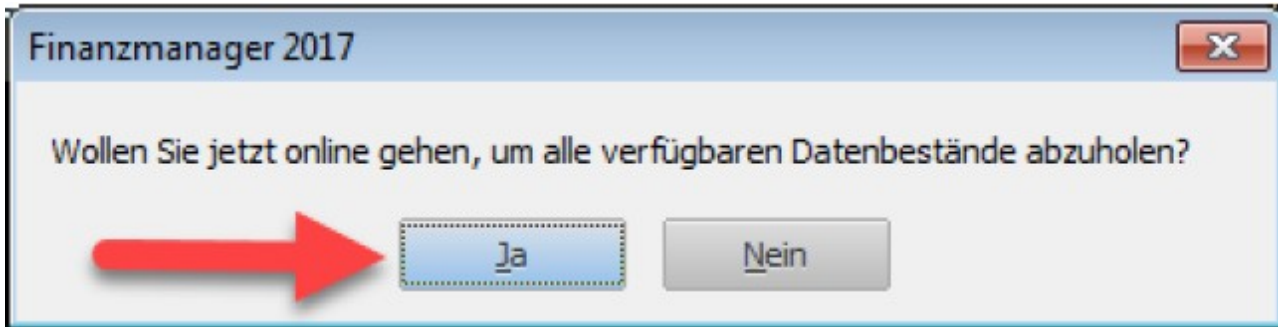 Finanzmanager 2017
Wollen Sie jetzt online gehen, um alle verfügbaren Datenbestände abzuholen?
Ja Nein